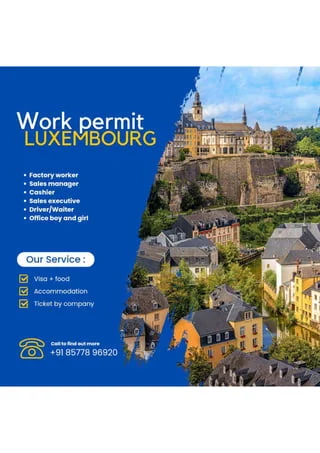 Work permit
LUXEMBOURG
Factory worker
Sales manager
Cashier
Sales executive
Driver/Waiter
Office boy and girl
Our Service :
Visa + food
Accommodation
Ticket by company
Call to find out more
+91 85778 96920